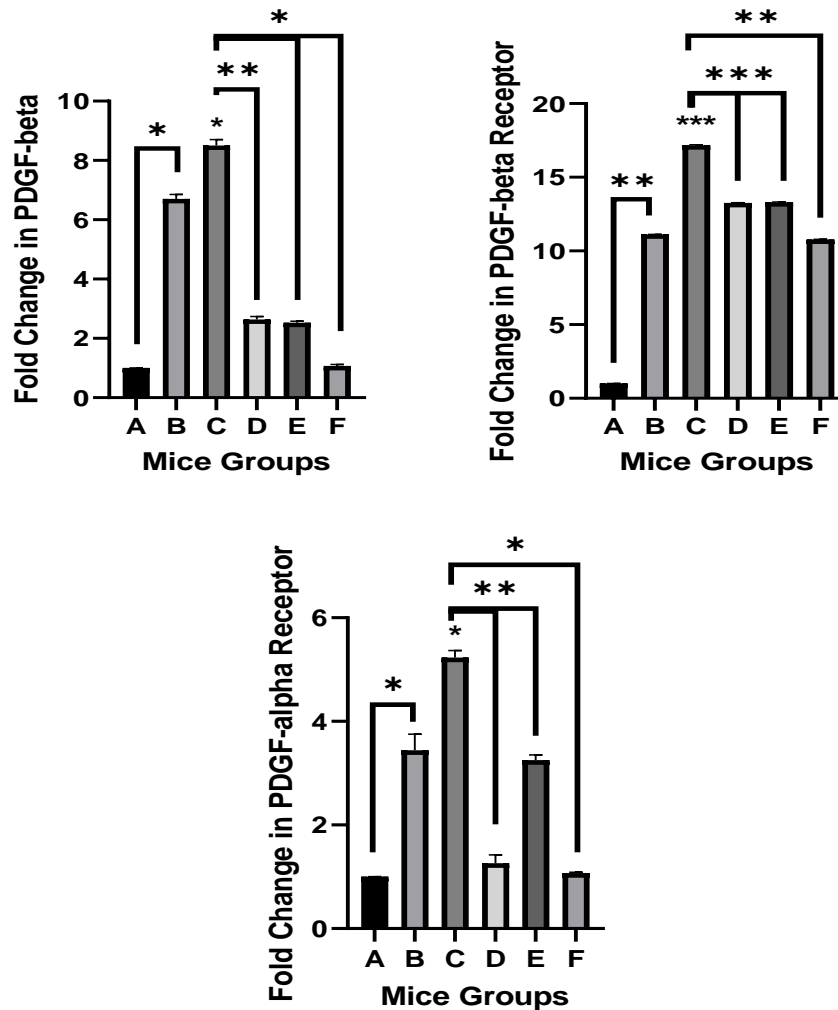 *
* *
*
*
10
8
6
4
2
0
Fold Change in PDGF-beta
A B C D E F
Mice Groups
* *
* * *
***
* *
20
15
10
5
0
Fold Change in PDGF-beta Receptor
A B C D E F
Mice Groups
*
* *
*
*
6
4
2
0
Fold Change in PDGF-alpha Receptor
A B C D E F
Mice Groups